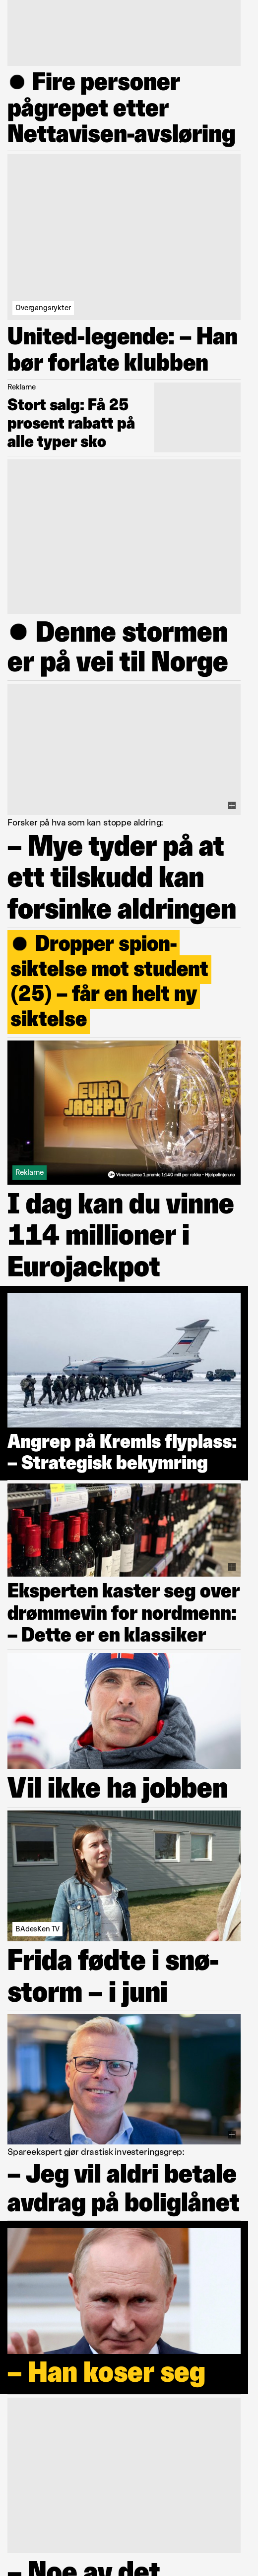 ● Fire personer
pågrepet etter
Nettavisen-avsløring
Overgangsrykter
United-legende: – Han
bør forlate klubben
Reklame
Stort salg: Få 25
prosent rabatt på
alle typer sko
● Denne stormen
er på vei til Norge
Forsker på hva som kan stoppe aldring:
– Mye tyder på at
ett tilskudd kan
forsinke aldringen
● Dropper spion-
siktelse mot student
(25) – får en helt ny
siktelse
EURO
JACKPOT
Reklame
Vinnersjanse 1.premie 1:140 mill per rekke - Hjelpelinjen.no
I dag kan du vinne
114 millioner i
Eurojackpot
Angrep på Kremls flyplass:
– Strategisk bekymring
Eksperten kaster seg over
drømmevin for nordmenn:
– Dette er en klassiker
Vil ikke ha jobben
BAdesKen TV
Frida fødte i snø-
storm – i juni
Spareekspert gjør drastisk investeringsgrep:
– Jeg vil aldri betale
avdrag på boliglånet
– Han koser seg
– Noe av det